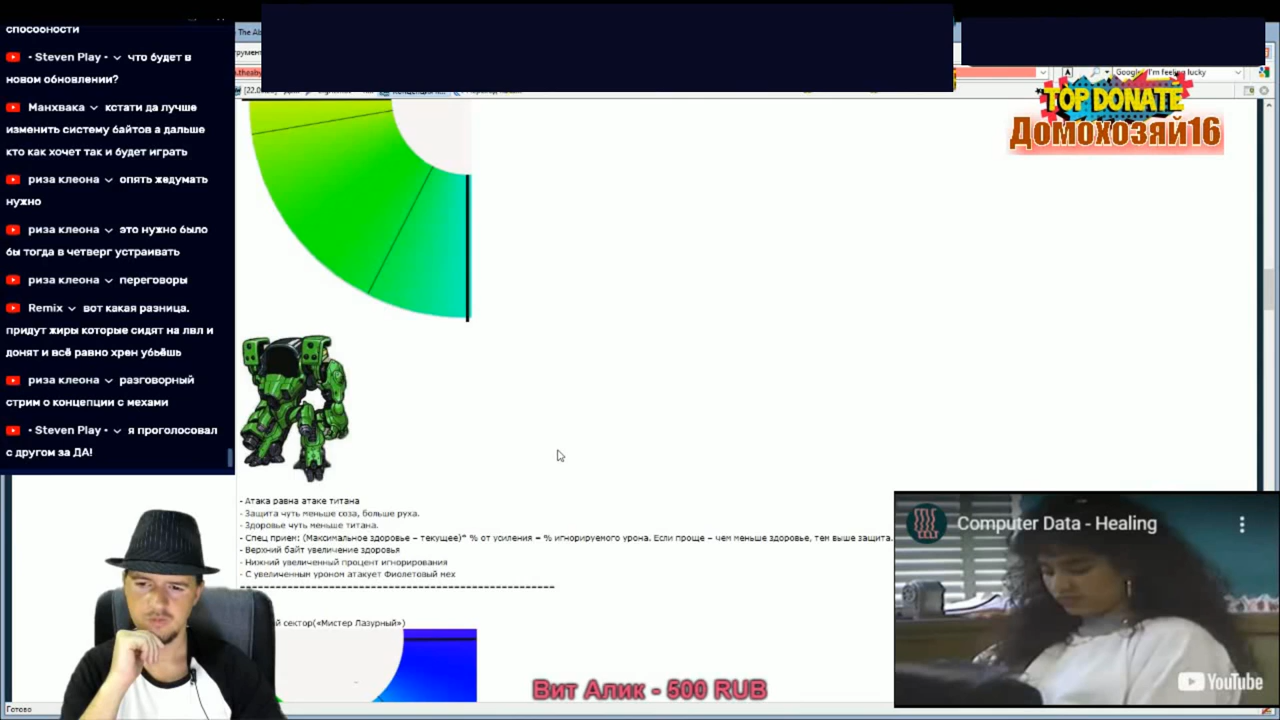 способности
• Steven Play • что будет в
новом обновлении?
Манкана а может лучше
изменить систему байтов а дальше
кто как хочет так и будет играть
риза клеона опять жедумать
нужно
риза клеона это нужно было
бы тогда в четверг устраивать
риза клеона переговоры
Remix вот какая разница.
придут жиры которые сидят на лвл и
донят и всё равно хрен убьёшь
риза клеона разговорный
стрим о концепции с мехами
• Steven Play • я проголосовал
с другом за ДА!
I'm feeling lucky
TOP DONATE
Домохозяй16
- Атака равна атаке титана
- Защита чуть меньше соза, больше руха.
- Здоровье чуть меньше титана.
- Спец прием: (Максимальное здоровье – текущее)* % от усиления = % игнорируемого урона. Если проще – чем меньше здоровье, тем выше защита.
- Верхний байт увеличение здоровья
- Нижний увеличенный процент игнорирования
- С увеличенным уроном атакует Фиолетовый мех
сектор(«Мистер Лазурный»)
Computer Data - Healing
YouTube
Вит Алик - 500 RUB
Готово